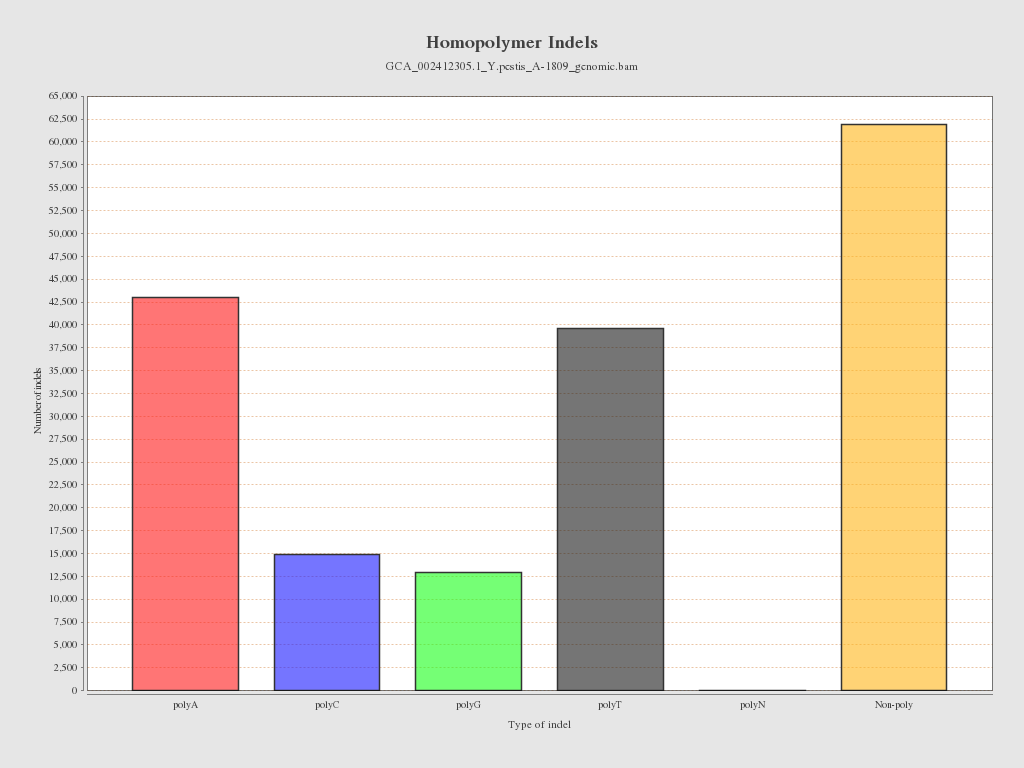 Homopolymer Indels
GCA_002412305.1_Y.pestis_A-1809_genomic.bam
65,000
62,500
60,000
57,500
55,000
52,500
50,000
47,500
45,000
42,500
40,000
37,500
35,000
32,500
30,000
27,500
25,000
22,500
20,000
17,500
15,000
12,500
10,000
7,500
5,000
2,500
0
Number of indels
polyA
polyC
polyG
polyT
polyN
Non-poly
Type of indel